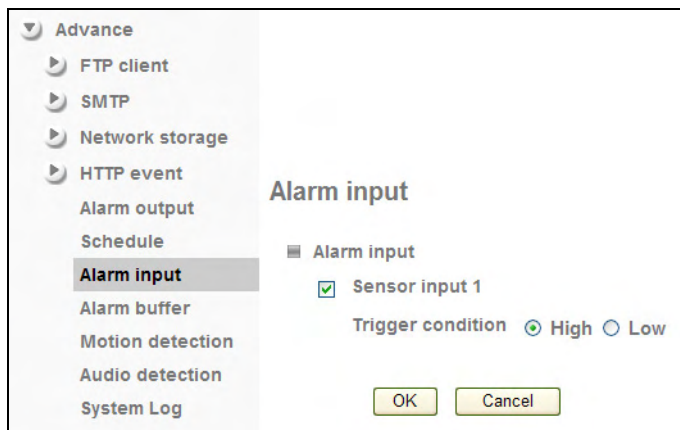 Advance
FTP client
SMTP
Network storage
HTTP event
Alarm output
Schedule
Alarm input
Alarm buffer
Motion detection
Audio detection
System Log
Alarm input
Alarm input
Sensor input 1
Trigger condition High Low
OK Cancel